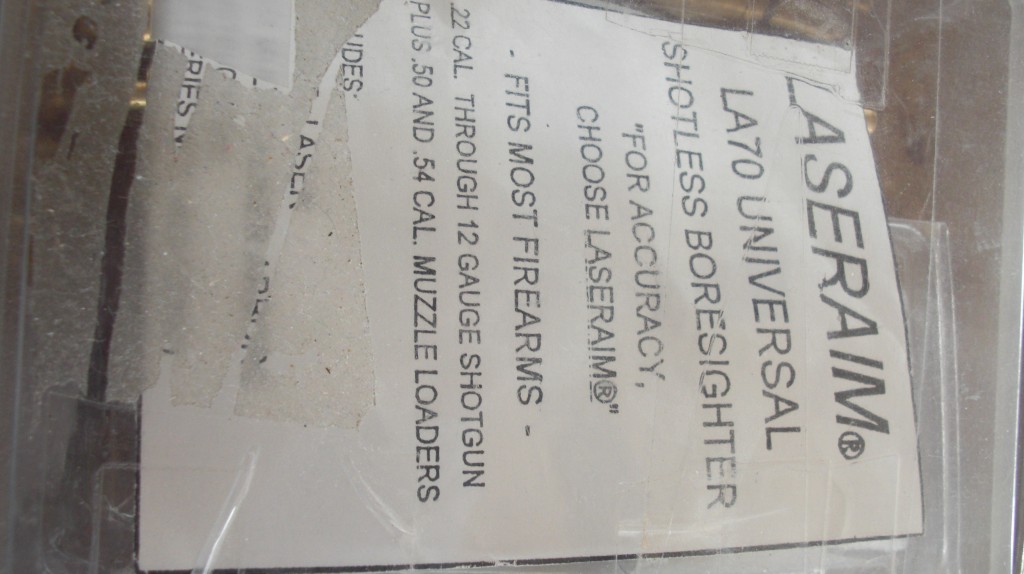 LASERAIM®
LA70 UNIVERSAL
SHOTLESS BORESIGHTER
"FOR ACCURACY,
CHOOSE LASERAIM®"
- FITS MOST FIREARMS -
.22 CAL. THROUGH 12 GAUGE SHOTGUN
PLUS .50 AND .54 CAL. MUZZLE LOADERS